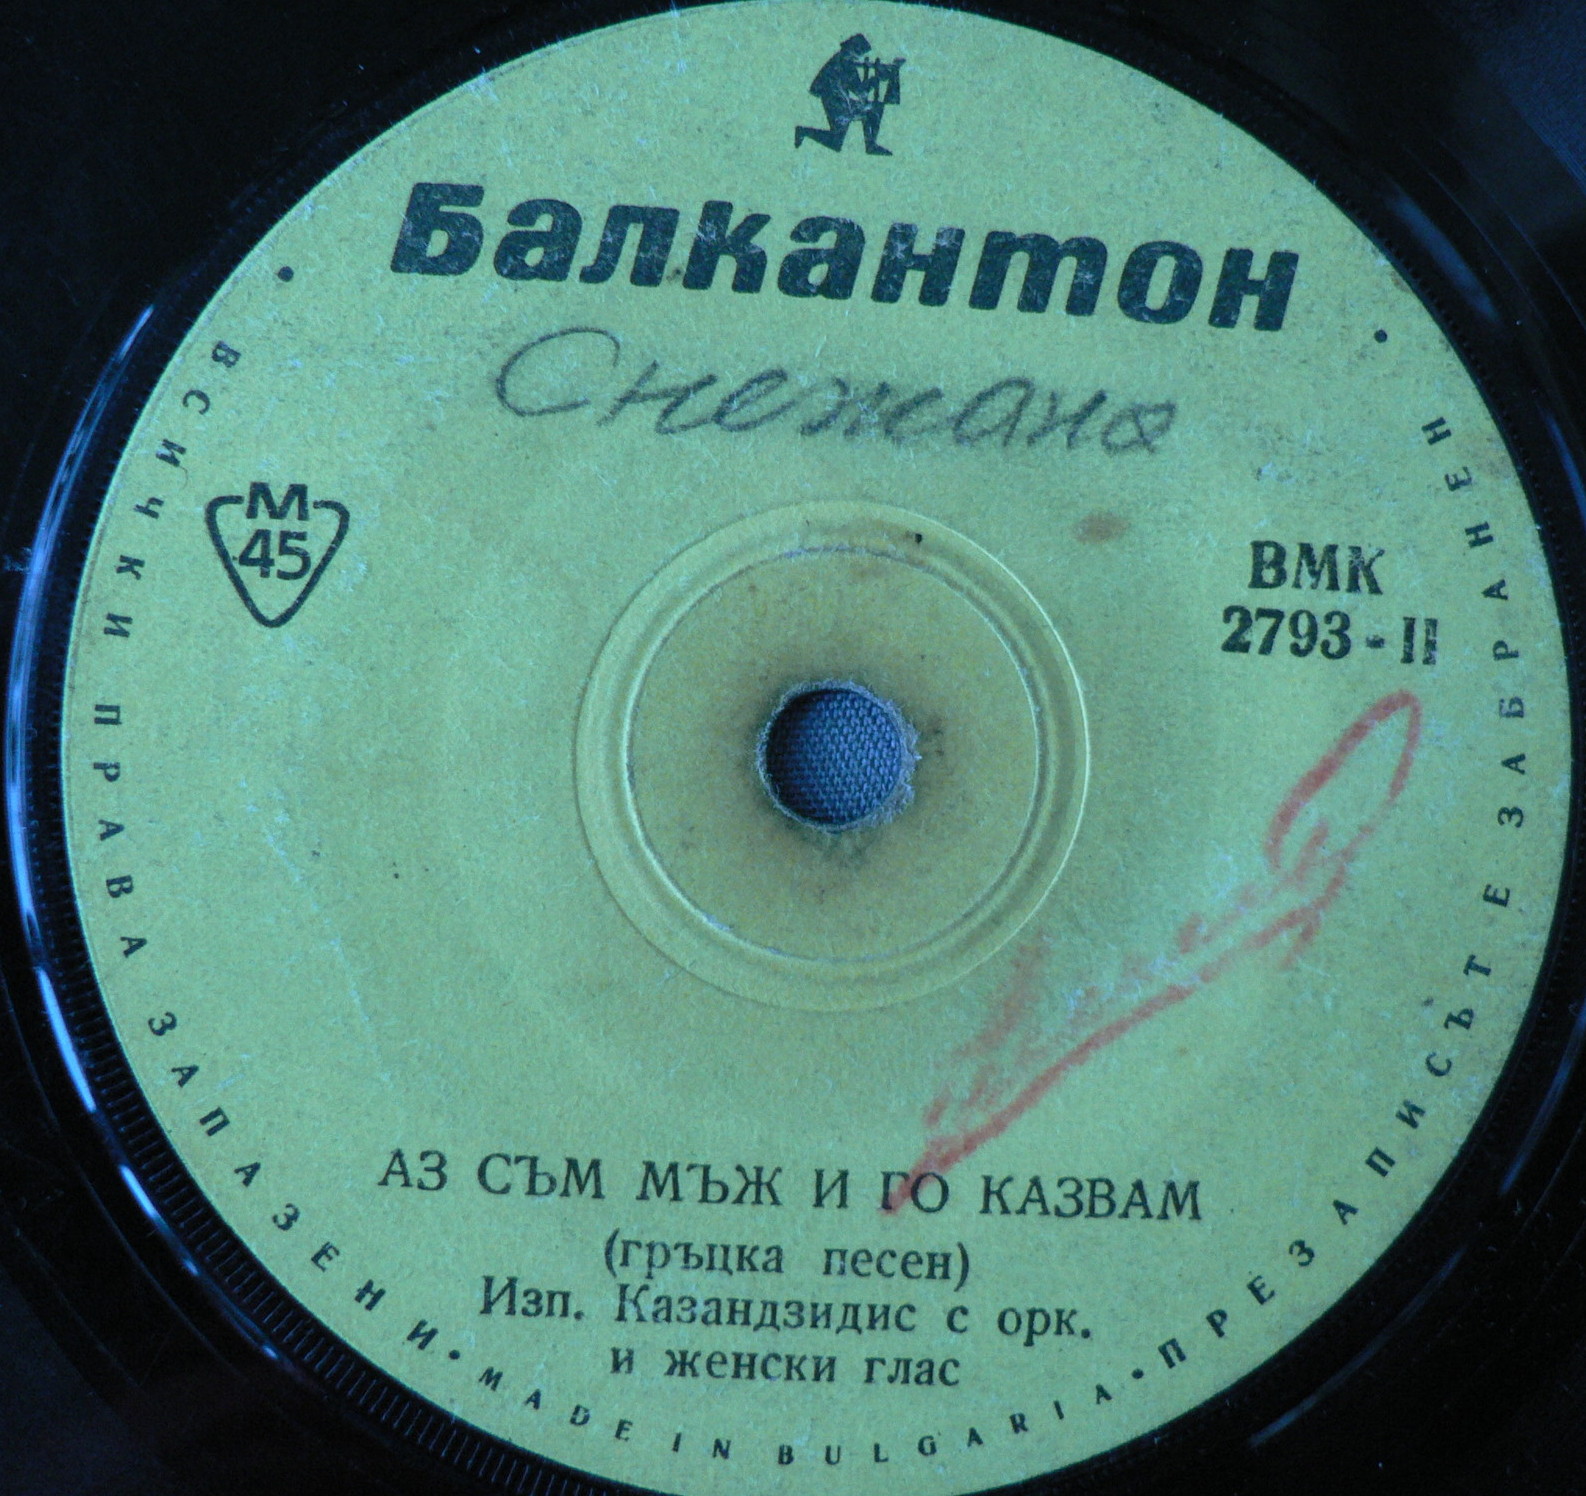 Балкантон
Снежана
М
45
ВМК
2793-II
АЗ СЪМ МЪЖ И ГО КАЗВАМ
(гръцка песен)
Изп. Казандзидис с орк.
и женски глас
• ВСИЧКИ ПРАВА ЗАПАЗЕНИ • MADE IN BULGARIA • ПРЕЗАПИСЪТ Е ЗАБРАНЕН •